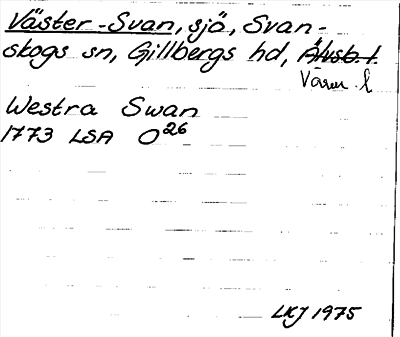 Väster-Svan, sjö, Svan-
skogs sn, Gillbergs hd, Älvsb. l.
Värml. l
Westra Swan
1773 LSA O26
LKJ 1975